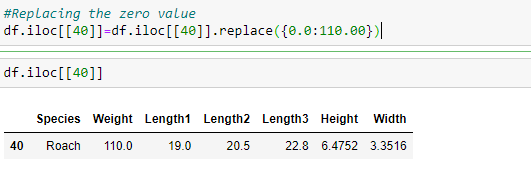 #Replacing the zero value
df.iloc[[40]]=df.iloc[[40]].replace({0.0:110.00})
df.iloc[[40]]
Species Weight Length1 Length2 Length3 Height Width
40 Roach 110.0 19.0 20.5 22.8 6.4752 3.3516